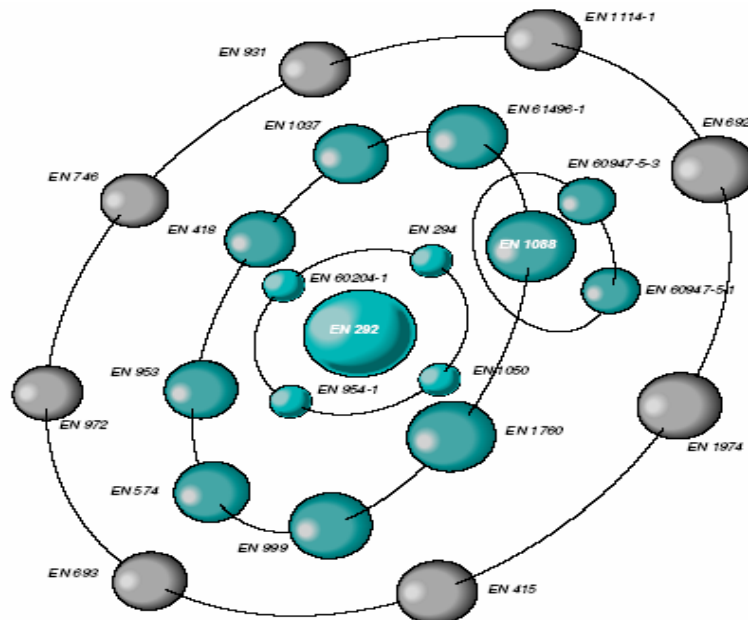 EN 1114-1
EN 931
EN 692
EN 61496-1
EN 1037
EN 60947-5-3
EN 746
EN 418
EN 294
EN 1088
EN 60204-1
EN 60947-5-1
EN 292
EN 953
EN 954-1
EN 1050
EN 972
EN 1760
EN 1974
EN 574
EN 999
EN 693
EN 415